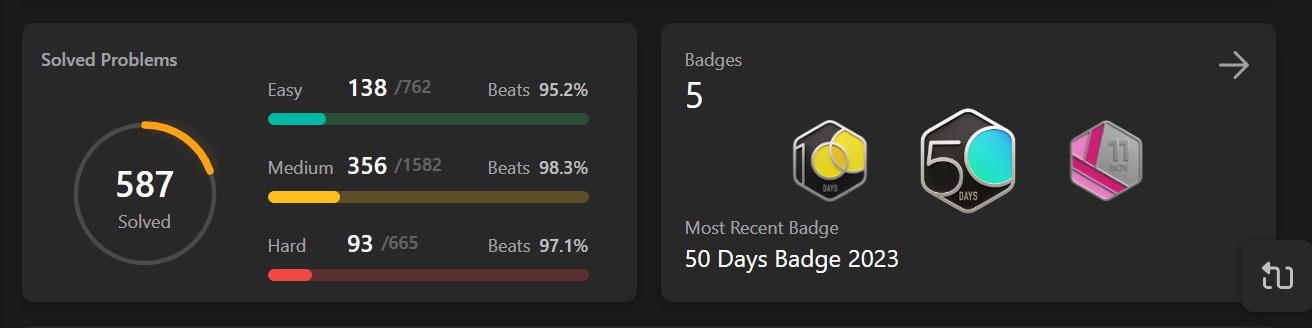 Solved Problems
587
Solved
Easy 138 /762 Beats 95.2%
Medium 356 /1582 Beats 98.3%
Hard 93 /665 Beats 97.1%
Badges
5
100
DAYS
50
DAYS
11
NOV
Most Recent Badge
50 Days Badge 2023